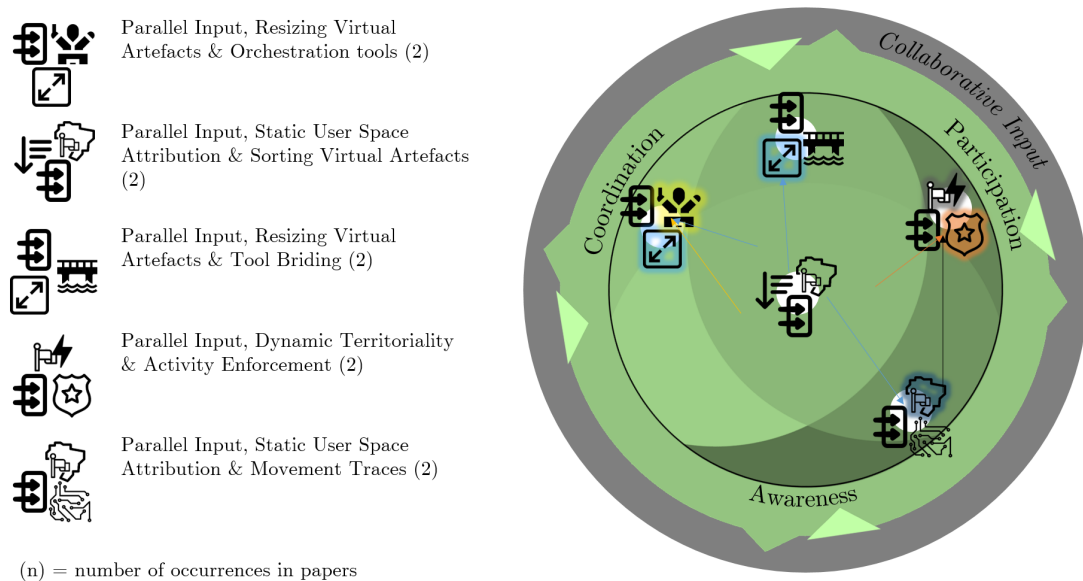 Parallel Input, Resizing Virtual
Artefacts & Orchestration tools (2)
Parallel Input, Static User Space
Attribution & Sorting Virtual Artefacts
(2)
Parallel Input, Resizing Virtual
Artefacts & Tool Briding (2)
Parallel Input, Dynamic Territoriality
& Activity Enforcement (2)
Parallel Input, Static User Space
Attribution & Movement Traces (2)
(n) = number of occurrences in papers
Collaborative Input
Coordination
Participation
Awareness